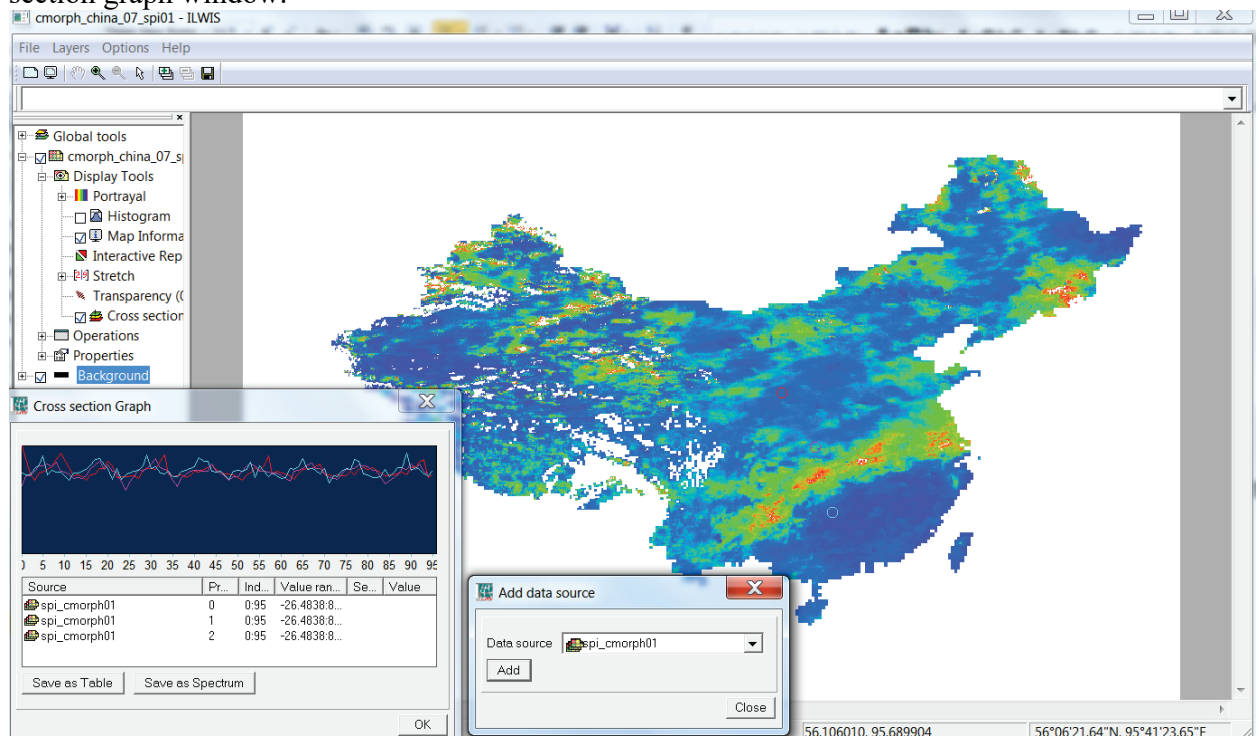 section graph window.
cmorph_china_07_spi01 - ILWIS
File Layers Options Help
Global tools
cmorph_china_07_s
Display Tools
Portrayal
Histogram
Map Informa
Interactive Rep
Stretch
Transparency ((
Cross section
Operations
Properties
Background
Cross section Graph
5 10 15 20 25 30 35 40 45 50 55 60 65 70 75 80 85 90 95
Source Pr... Ind... Value ran... Se... Value
spi_cmorph01 0 0:95 -26.4838:8...
spi_cmorph01 1 0:95 -26.4838:8...
spi_cmorph01 2 0:95 -26.4838:8...
Save as Table Save as Spectrum
OK
Add data source
Data source spi_cmorph01
Add
Close
56.106010, 95.689904 56°06'21.64"N, 95°41'23.65"E